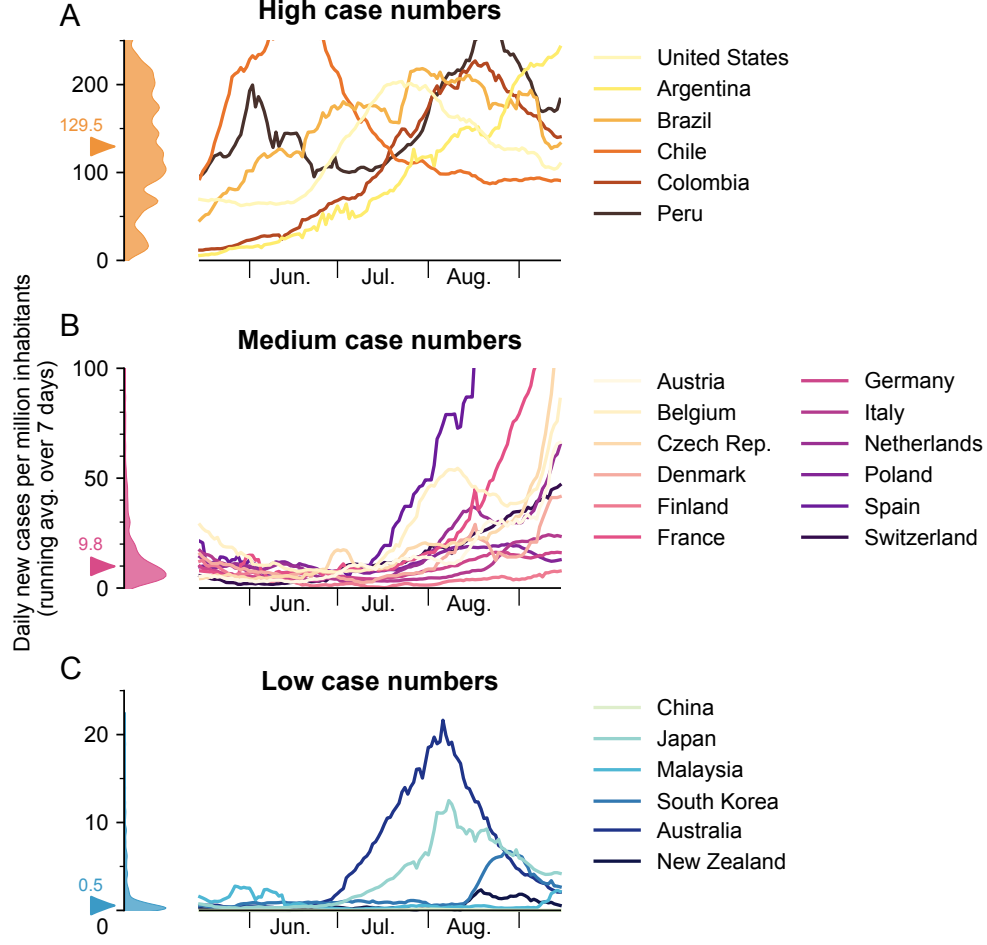 A
High case numbers
200
129.5
100
0
Jun.
Jul.
Aug.
United States
Argentina
Brazil
Chile
Colombia
Peru
Daily new cases per million inhabitants
(running avg. over 7 days)
B
Medium case numbers
100
50
9.8
0
Jun.
Jul.
Aug.
Austria
Belgium
Czech Rep.
Denmark
Finland
France
Germany
Italy
Netherlands
Poland
Spain
Switzerland
C
Low case numbers
20
10
0.5
0
Jun.
Jul.
Aug.
China
Japan
Malaysia
South Korea
Australia
New Zealand